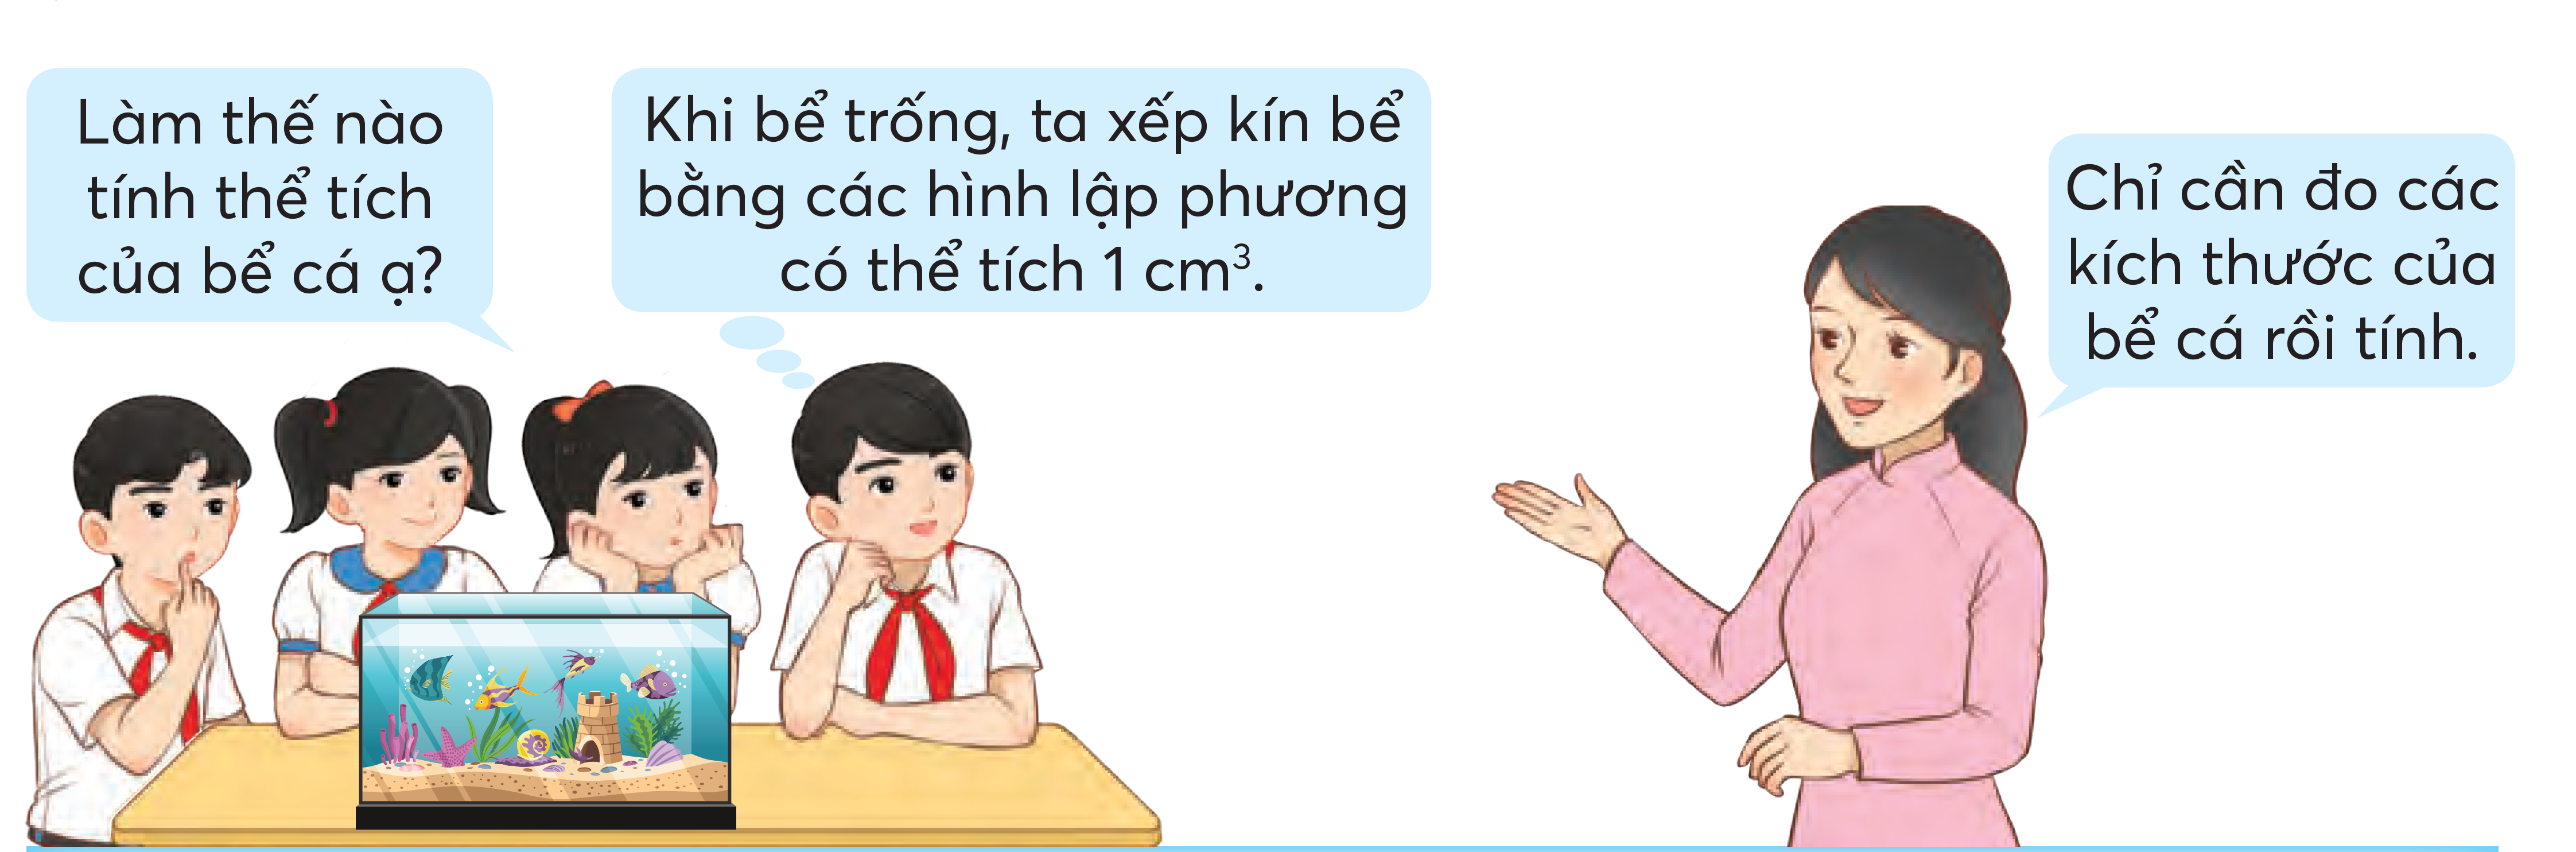 Làm thế nào
tính thể tích
của bể cá ạ?
Khi bể trống, ta xếp kín bể
bằng các hình lập phương
có thể tích 1 cm³.
Chỉ cần đo các
kích thước của
bể cá rồi tính.